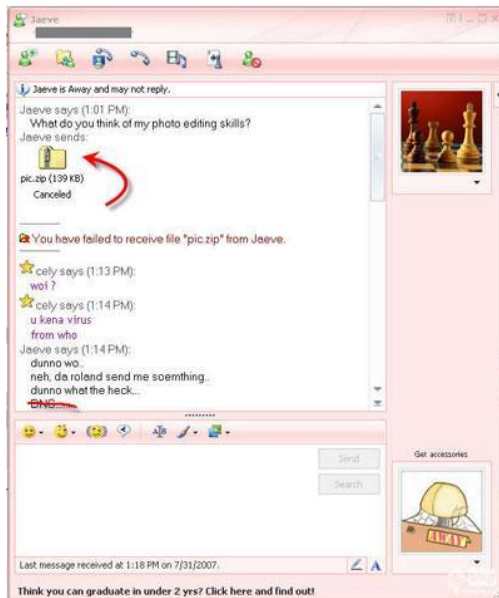 Jaeve
Jaeve is Away and may not reply.
Jaeve says (1:01 PM):
What do you think of my photo editing skills?
Jaeve sends:
pic.zip (139 KB)
Canceled
You have failed to receive file "pic.zip" from Jaeve.
cely says (1:13 PM):
woi ?
cely says (1:14 PM):
u kena virus
from who
Jaeve says (1:14 PM):
dunno wo..
neh, da roland send me soemthing..
dunno what the heck...
Send
Search
Get accessories
AWAY
Last message received at 1:18 PM on 7/31/2007.
A
Think you can graduate in under 2 yrs? Click here and find out!